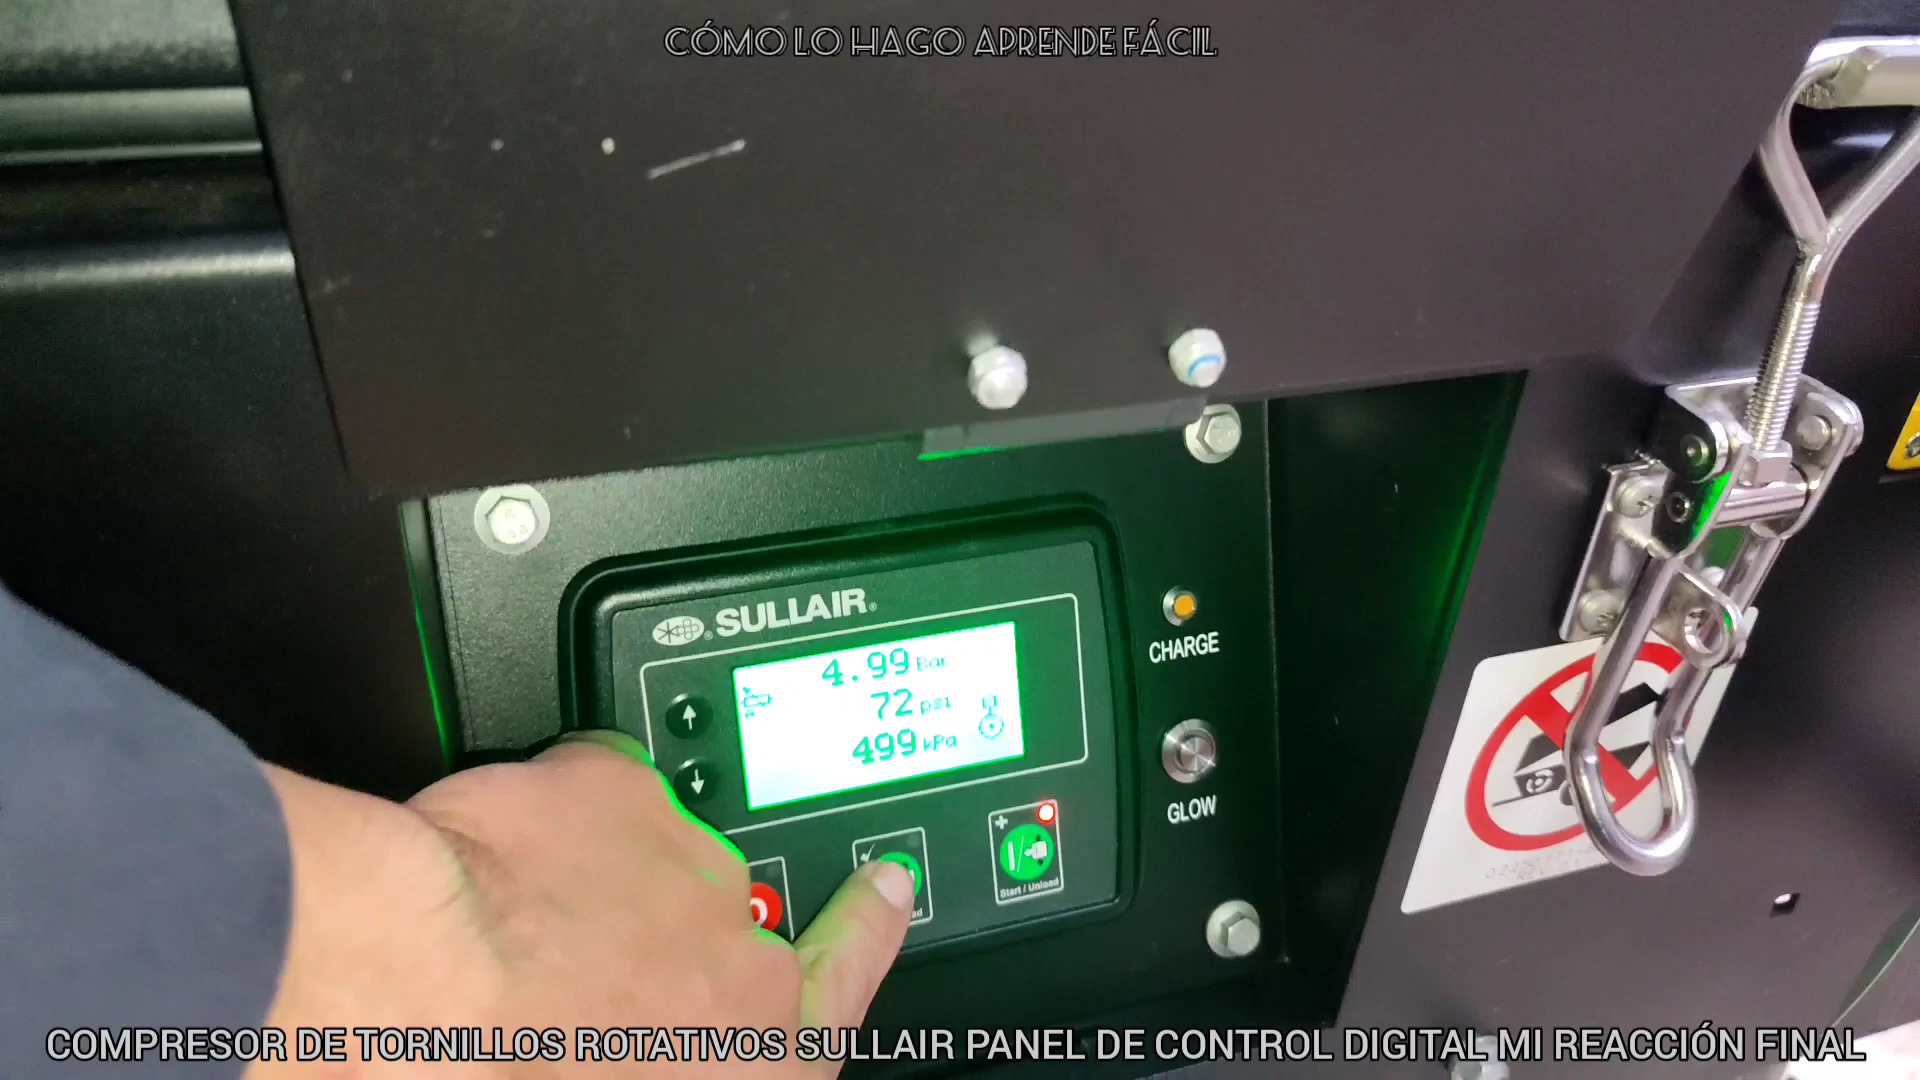 CÓMO LO HAGO APRENDE FÁCIL
SULLAIR®
4.99 Bar
72 psi
499 kPa
CHARGE
GLOW
Start / Unload
COMPRESOR DE TORNILLOS ROTATIVOS SULLAIR PANEL DE CONTROL DIGITAL MI REACCIÓN FINAL